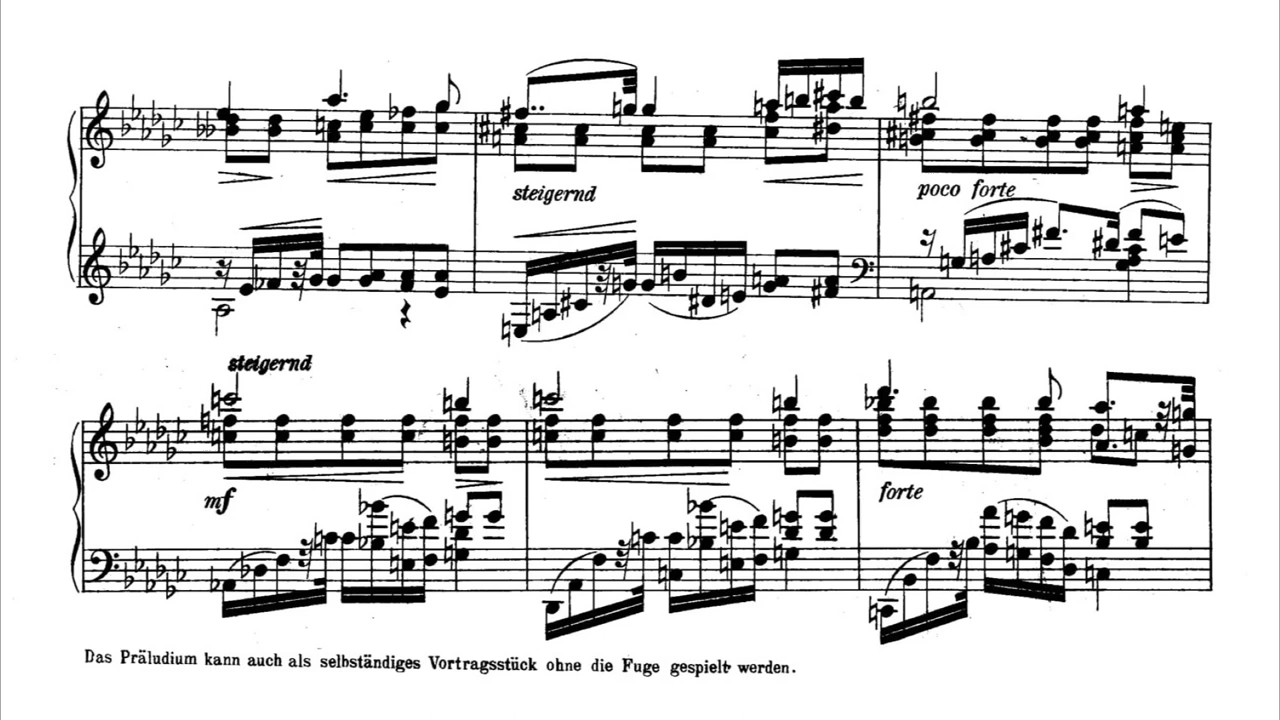 steigernd
poco forte
steigernd
mf
forte
Das Präludium kann auch als selbständiges Vortragsstück ohne die Fuge gespielt werden.